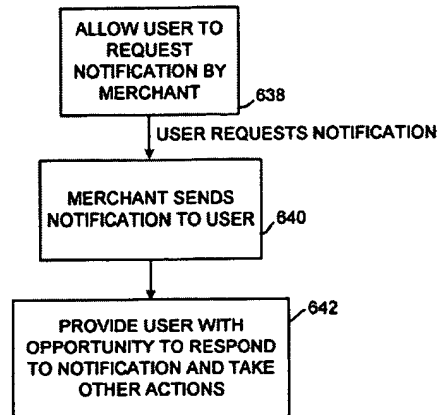 ALLOW USER TO
REQUEST
NOTIFICATION BY
MERCHANT
638
USER REQUESTS NOTIFICATION
MERCHANT SENDS
NOTIFICATION TO USER
640
642
PROVIDE USER WITH
OPPORTUNITY TO RESPOND
TO NOTIFICATION AND TAKE
OTHER ACTIONS